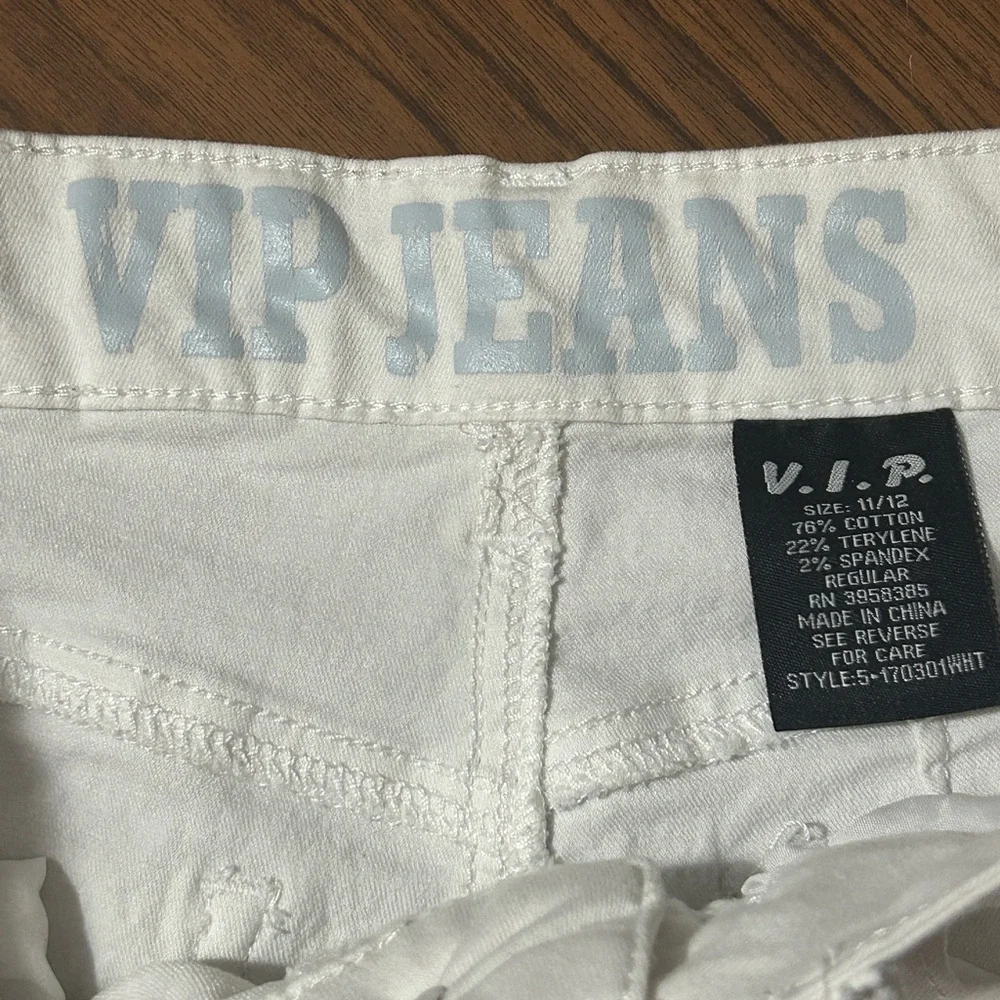 VIP JEANS
V.I.P.
SIZE: 11/12
76% COTTON
22% TERYLENE
2% SPANDEX
REGULAR
RN 3958385
MADE IN CHINA
SEE REVERSE
FOR CARE
STYLE:5-170301WHT